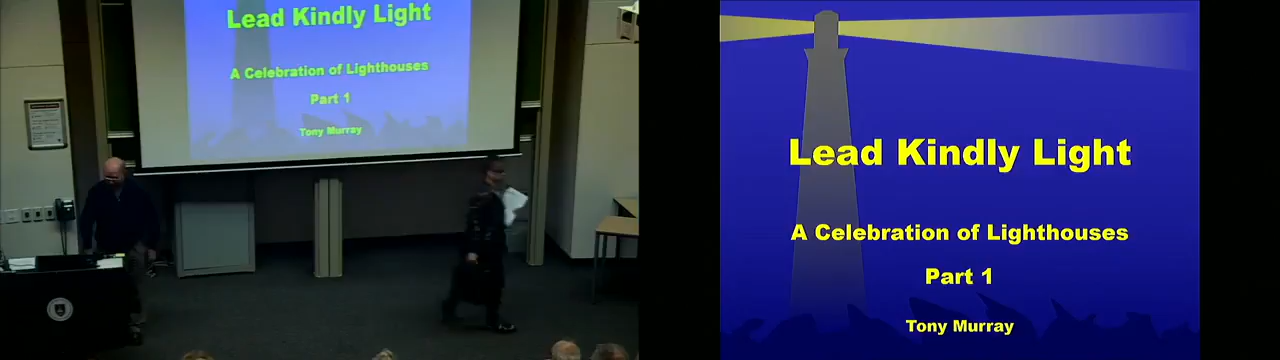 Lead Kindly Light
A Celebration of Lighthouses
Part 1
Tony Murray
Lead Kindly Light
A Celebration of Lighthouses
Part 1
Tony Murray